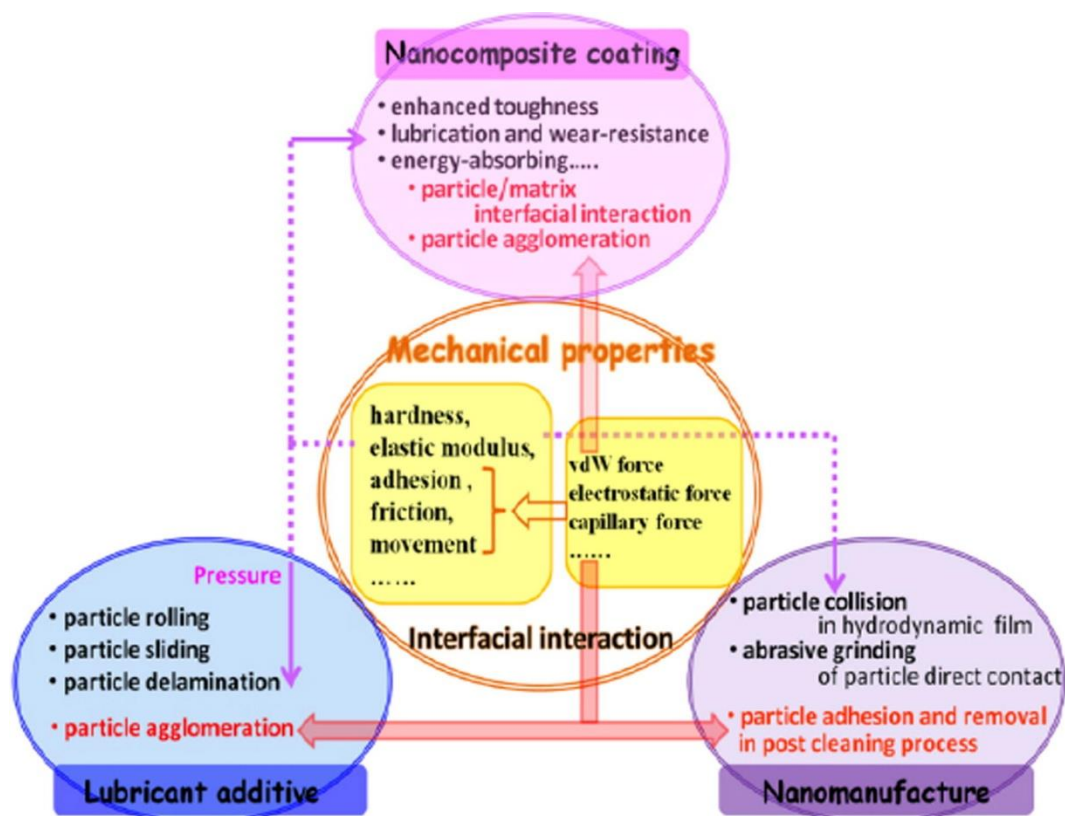 Nanocomposite coating
• enhanced toughness
• lubrication and wear-resistance
• energy-absorbing.....
• particle/matrix
interfacial interaction
• particle agglomeration
Mechanical properties
hardness,
elastic modulus,
adhesion ,
friction,
movement
......
vdW force
electrostatic force
capillary force
......
Interfacial interaction
Pressure
• particle rolling
• particle sliding
• particle delamination
• particle agglomeration
Lubricant additive
• particle collision
in hydrodynamic film
• abrasive grinding
of particle direct contact
• particle adhesion and removal
in post cleaning process
Nanomanufacture